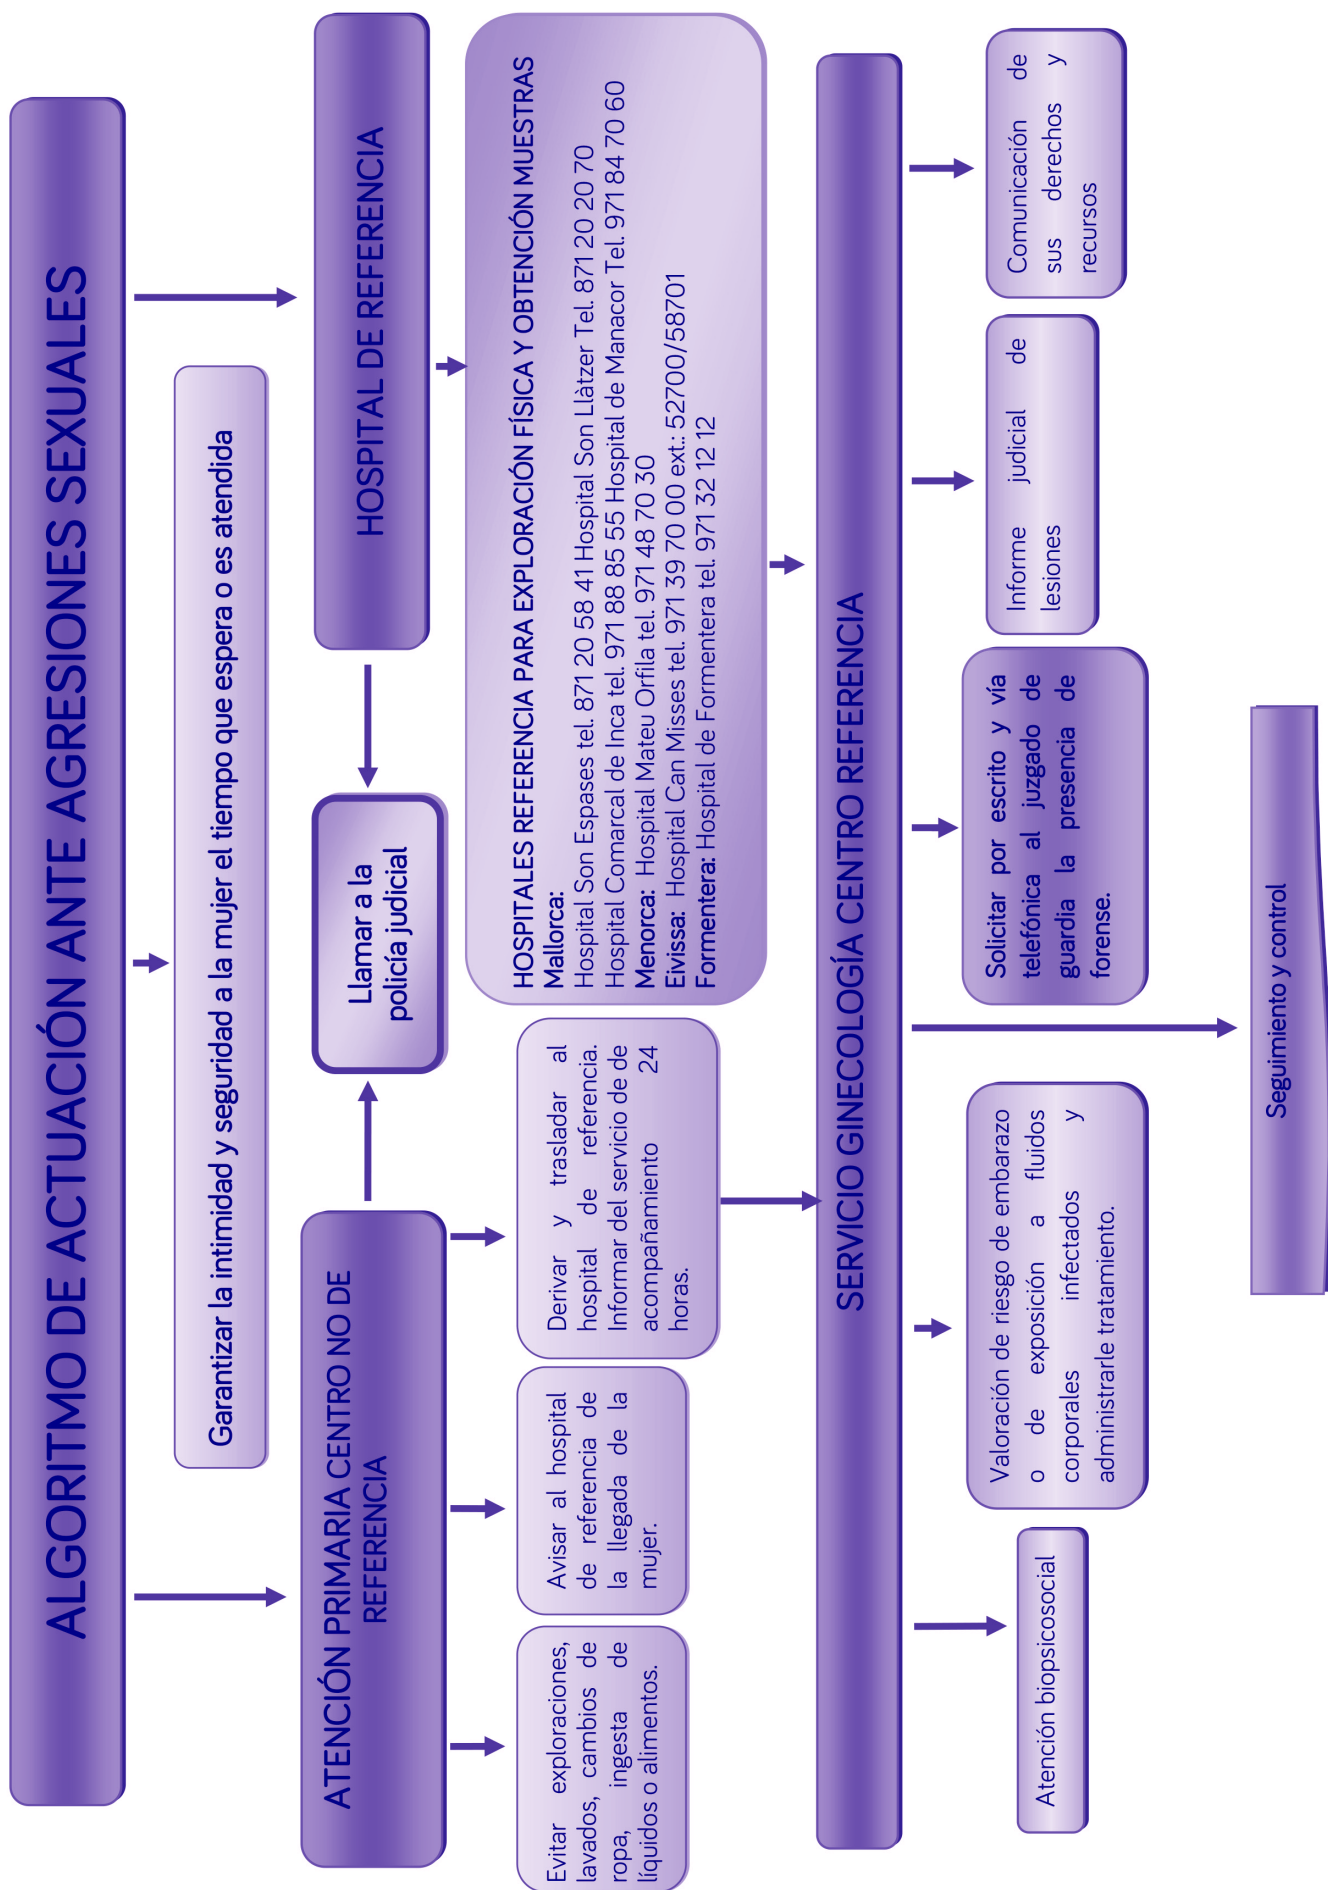 ALGORITMO DE ACTUACIÓN ANTE AGRESIONES SEXUALES
Garantizar la intimidad y seguridad a la mujer el tiempo que espera o es atendida
ATENCIÓN PRIMARIA CENTRO NO DE
REFERENCIA
Llamar a la
policía judicial
HOSPITAL DE REFERENCIA
Evitar exploraciones,
lavados, cambios de
ropa, ingesta de
líquidos o alimentos.
Avisar al hospital
de referencia de
la llegada de la
mujer.
Derivar y trasladar al
hospital de referencia.
Informar del servicio de de
acompañamiento 24
horas.
HOSPITALES REFERENCIA PARA EXPLORACIÓN FÍSICA Y OBTENCIÓN MUESTRAS
Mallorca:
Hospital Son Espases tel. 871 20 58 41 Hospital Son Llàtzer Tel. 871 20 20 70
Hospital Comarcal de Inca tel. 971 88 85 55 Hospital de Manacor Tel. 971 84 70 60
Menorca: Hospital Mateu Orfila tel. 971 48 70 30
Eivissa: Hospital Can Misses tel. 971 39 70 00 ext.: 52700/58701
Formentera: Hospital de Formentera tel. 971 32 12 12
SERVICIO GINECOLOGÍA CENTRO REFERENCIA
Atención biopsicosocial
Valoración de riesgo de embarazo
o de exposición a fluidos
corporales infectados y
administrarle tratamiento.
Solicitar por escrito y vía
telefónica al juzgado de
guardia la presencia de
forense.
Informe judicial de
lesiones
Comunicación de
sus derechos y
recursos
Seguimiento y control